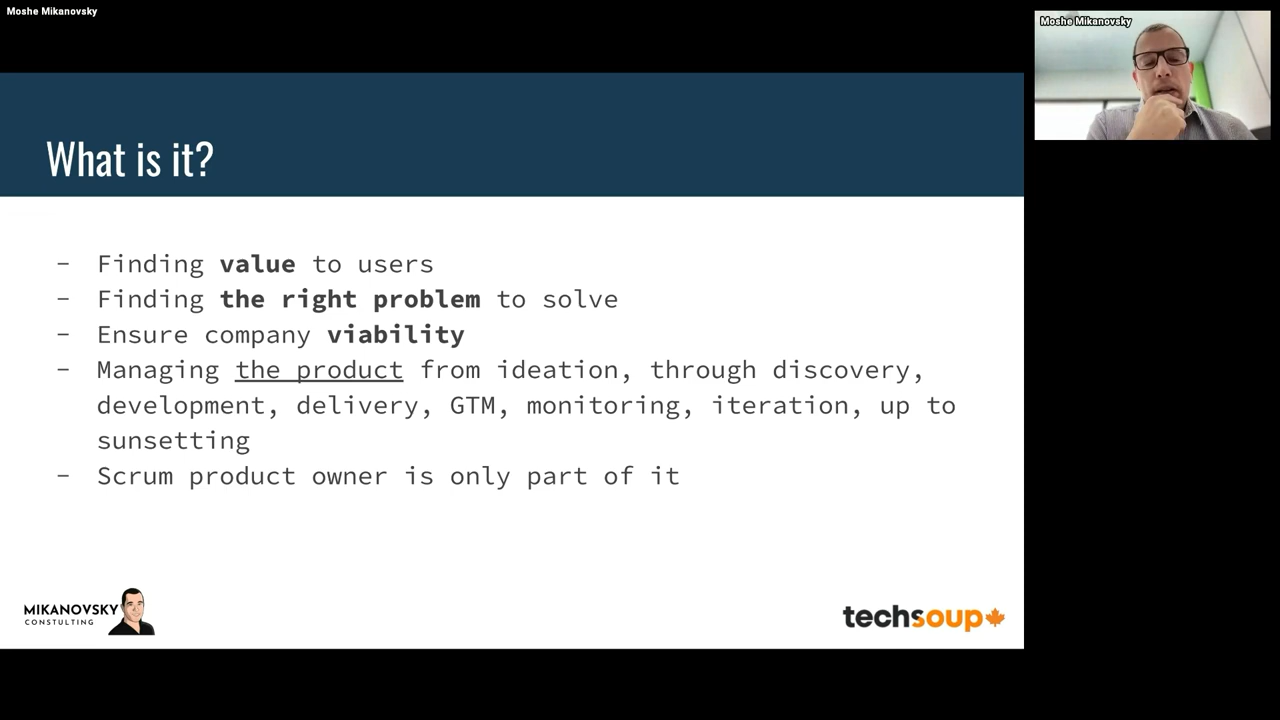 Moshe Mikanovsky
Moshe Mikanovsky
What is it?
- Finding value to users
- Finding the right problem to solve
- Ensure company viability
- Managing the product from ideation, through discovery,
development, delivery, GTM, monitoring, iteration, up to
sunsetting
- Scrum product owner is only part of it
MIKANOVSKY
CONSTULTING
techsoup